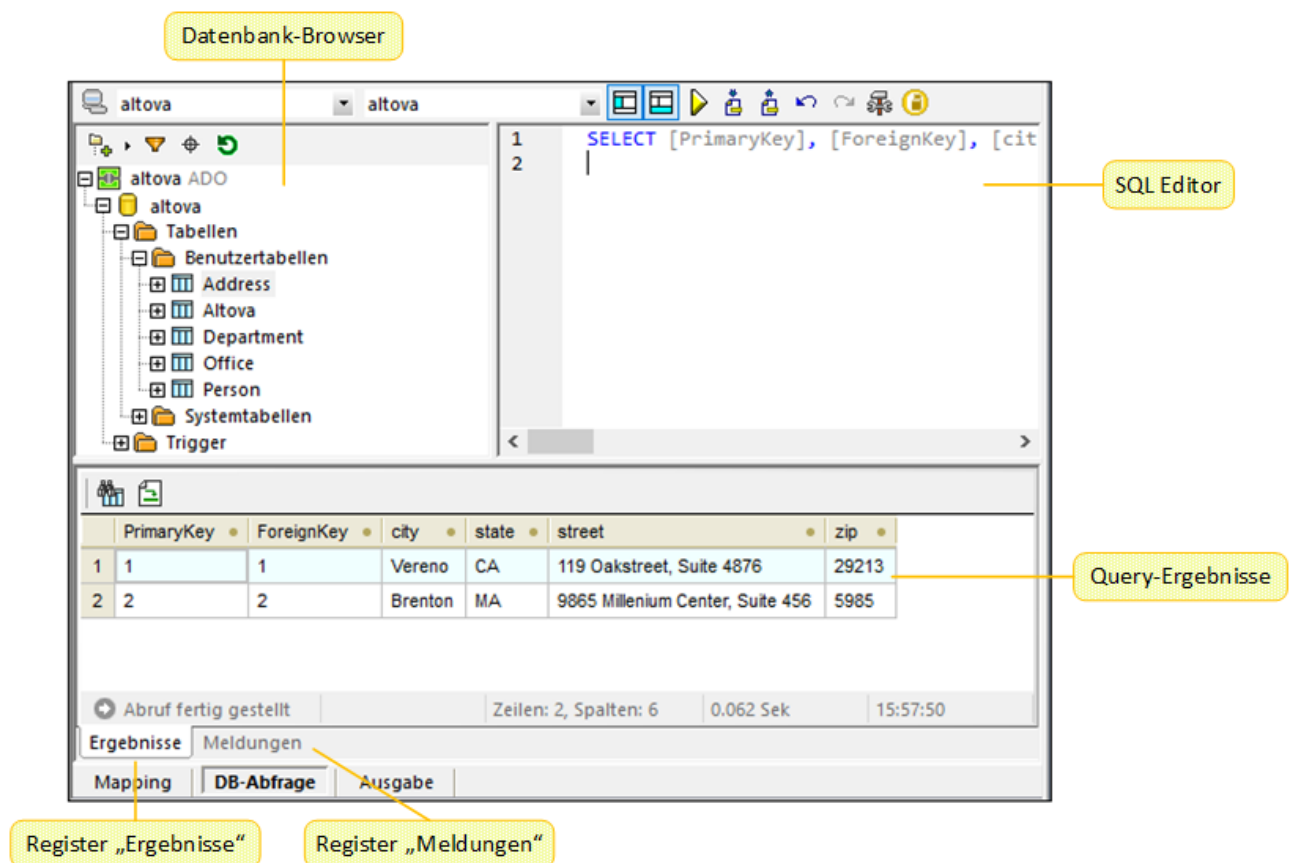 Datenbank-Browser
altova altova
1 SELECT [PrimaryKey], [ForeignKey], [cit
2
altova ADO
altova
Tabellen
Benutzertabellen
Address
Altova
Department
Office
Person
Systemtabellen
Trigger
SQL Editor
PrimaryKey ForeignKey city state street zip
1 1 1 Vereno CA 119 Oakstreet, Suite 4876 29213
2 2 2 Brenton MA 9865 Millenium Center, Suite 456 5985
Query-Ergebnisse
Abruf fertig gestellt Zeilen: 2, Spalten: 6 0.062 Sek 15:57:50
Ergebnisse Meldungen
Mapping DB-Abfrage Ausgabe
Register „Ergebnisse“ Register „Meldungen“